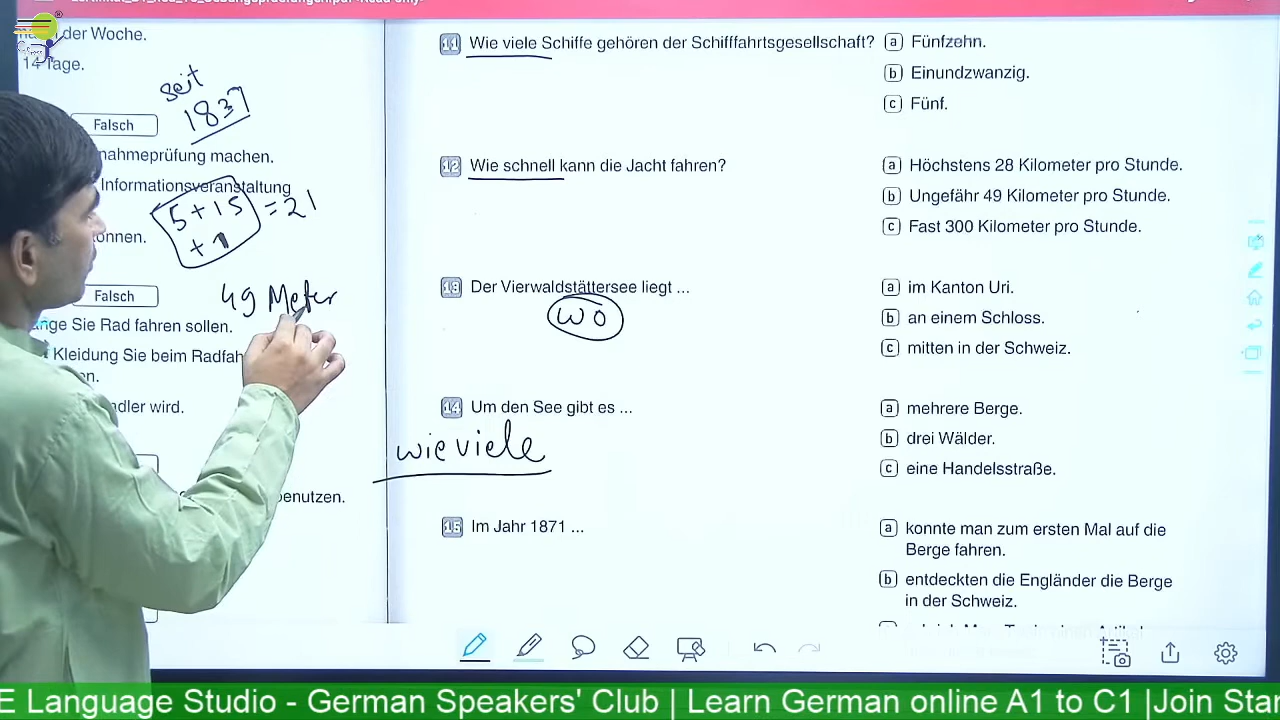 der Woche.
14 Tage.
seit
1837
Falsch
nahmeprüfung machen.
Informationsveranstaltung
5 + 15 = 21
+ 1
önnen.
49 Meter
Falsch
ange Sie Rad fahren sollen.
Kleidung Sie beim Radfah
en.
ndler wird.
benutzen.
11 Wie viele Schiffe gehören der Schifffahrtsgesellschaft?
a Fünfzehn.
b Einundzwanzig.
c Fünf.
12 Wie schnell kann die Jacht fahren?
a Höchstens 28 Kilometer pro Stunde.
b Ungefähr 49 Kilometer pro Stunde.
c Fast 300 Kilometer pro Stunde.
13 Der Vierwaldstättersee liegt ...
wo
a im Kanton Uri.
b an einem Schloss.
c mitten in der Schweiz.
14 Um den See gibt es ...
wieviele
a mehrere Berge.
b drei Wälder.
c eine Handelsstraße.
15 Im Jahr 1871 ...
a konnte man zum ersten Mal auf die
Berge fahren.
b entdeckten die Engländer die Berge
in der Schweiz.
E Language Studio - German Speakers' Club | Learn German online A1 to C1 |Join Star